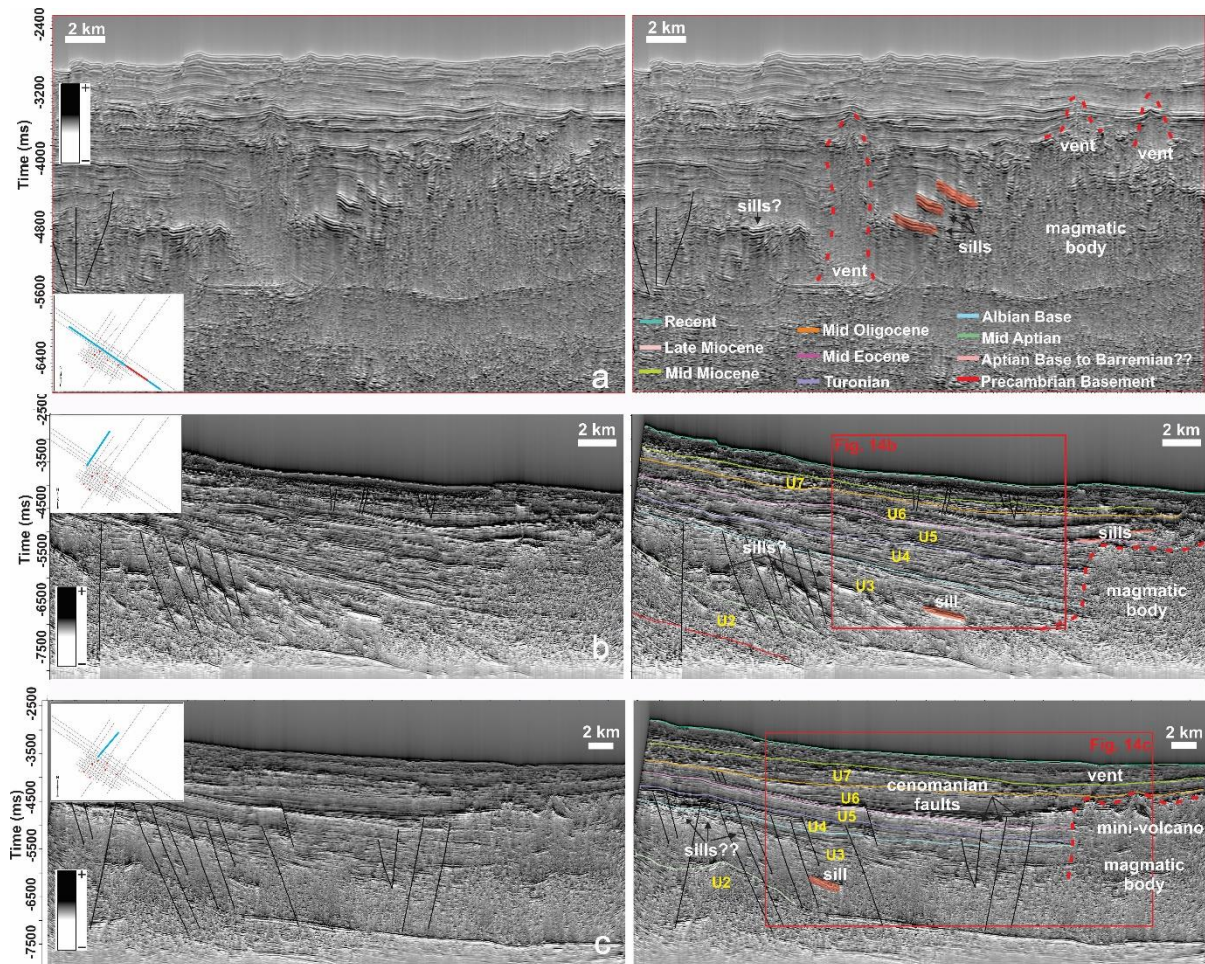 2 km
2 km
-2400
-3200
-4000
-4800
-5600
-6400
Time (ms)
+
-
a
vent
vent
sills?
sills
magmatic
body
vent
Recent
Late Miocene
Mid Miocene
Mid Oligocene
Mid Eocene
Turonian
Albian Base
Mid Aptian
Aptian Base to Barremian??
Precambrian Basement
-2500
-3500
-4500
-5500
-6500
-7500
Time (ms)
2 km
+
-
b
2 km
Fig. 14b
U7
U6
U5
U4
U3
U2
sills?
sill
sills
magmatic
body
-2500
-3500
-4500
-5500
-6500
-7500
Time (ms)
2 km
+
-
c
2 km
Fig. 14c
U7
U6
U5
U4
U3
U2
cenomanian
faults
vent
mini-volcano
magmatic
body
sills??
sill